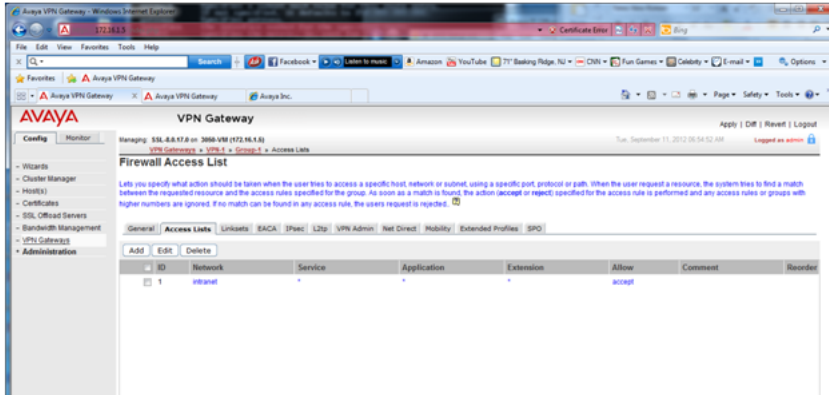 Avaya VPN Gateway - Windows Internet Explorer
172.16.1.5
Certificate Error
Bing
File Edit View Favorites Tools Help
Search
Facebook
Listen to music
Amazon
YouTube
71° Basking Ridge, NJ
CNN
Fun Games
Celebrity
E-mail
Options
Favorites
Avaya VPN Gateway
Avaya VPN Gateway
Avaya VPN Gateway
Avaya Inc.
Page Safety Tools
AVAYA
VPN Gateway
Apply | Diff | Revert | Logout
Config Monitor
Managing: SSL-8.0.17.0 on 3050-VM (172.16.1.5)
Tue, September 11, 2012 06:54:52 AM
Logged as admin
VPN Gateways » VPN-1 » Group-1 » Access Lists
Firewall Access List
Wizards
Cluster Manager
Host(s)
Certificates
SSL Offload Servers
Bandwidth Management
VPN Gateways
Administration
Lets you specify what action should be taken when the user tries to access a specific host, network or subnet, using a specific port, protocol or path. When the user request a resource, the system tries to find a match
between the requested resource and the access rules specified for the group. As soon as a match is found, the action (accept or reject) specified for the access rule is performed and any access rules or groups with
higher numbers are ignored. If no match can be found in any access rule, the users request is rejected.
General Access Lists Linksets EACA IPsec L2tp VPN Admin Net Direct Mobility Extended Profiles SPO
Add Edit Delete
ID Network Service Application Extension Allow Comment Reorder
1 intranet * * * accept